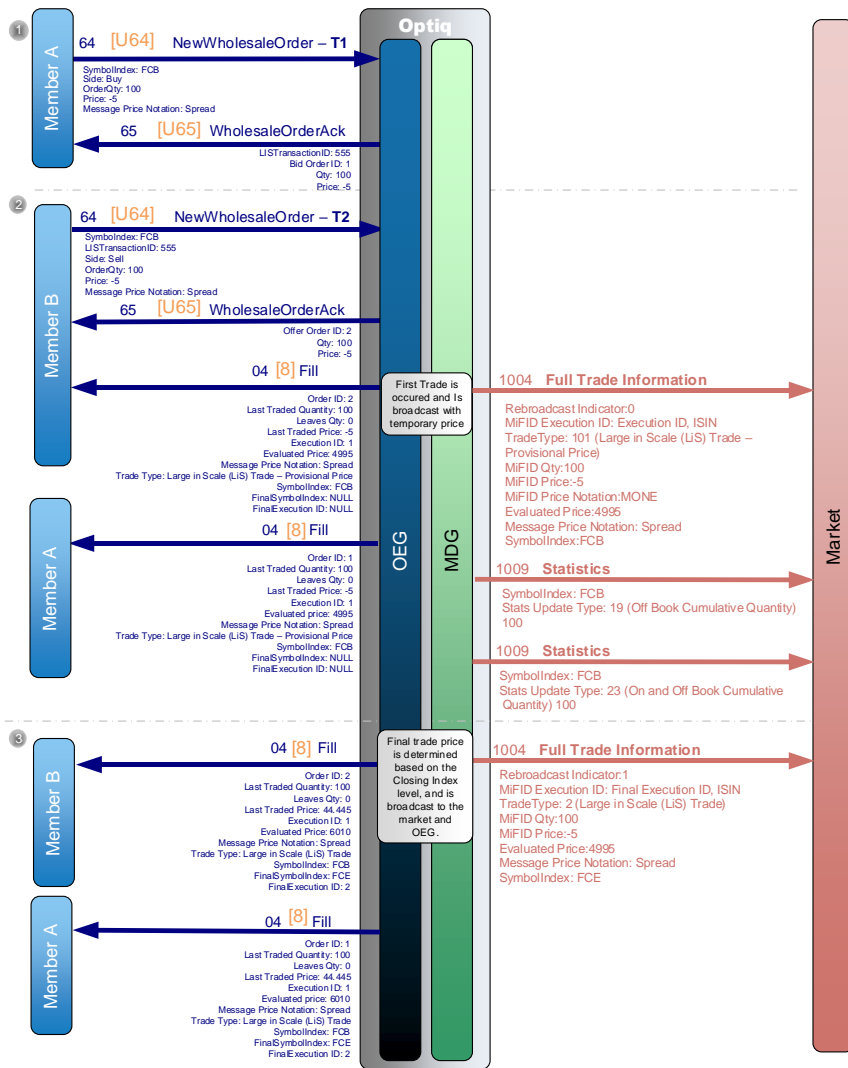 Optiq
1
Member A
64 [U64] NewWholesaleOrder – T1
SymbolIndex: FCB
Side: Buy
OrderQty: 100
Price: -5
Message Price Notation: Spread
65 [U65] WholesaleOrderAck
LISTransactionID: 555
Bid Order ID: 1
Qty: 100
Price: -5
2
Member B
64 [U64] NewWholesaleOrder – T2
SymbolIndex: FCB
LISTransactionID: 555
Side: Sell
OrderQty: 100
Price: -5
Message Price Notation: Spread
65 [U65] WholesaleOrderAck
Offer Order ID: 2
Qty: 100
Price: -5
04 [8] Fill
Order ID: 2
Last Traded Quantity: 100
Leaves Qty: 0
Last Traded Price: -5
Execution ID: 1
Evaluated Price: 4995
Message Price Notation: Spread
Trade Type: Large in Scale (LiS) Trade – Provisional Price
SymbolIndex: FCB
FinalSymbolIndex: NULL
FinalExecution ID: NULL
First Trade is
occured and Is
broadcast with
temporary price
1004 Full Trade Information
Rebroadcast Indicator:0
MiFID Execution ID: Execution ID, ISIN
TradeType: 101 (Large in Scale (LiS) Trade –
Provisional Price)
MiFID Qty:100
MiFID Price:-5
MiFID Price Notation:MONE
Evaluated Price:4995
Message Price Notation: Spread
SymbolIndex:FCB
Member A
04 [8] Fill
Order ID: 1
Last Traded Quantity: 100
Leaves Qty: 0
Last Traded Price: -5
Execution ID: 1
Evaluated price: 4995
Message Price Notation: Spread
Trade Type: Large in Scale (LiS) Trade – Provisional Price
SymbolIndex: FCB
FinalSymbolIndex: NULL
FinalExecution ID: NULL
OEG
MDG
Market
1009 Statistics
SymbolIndex: FCB
Stats Update Type: 19 (Off Book Cumulative Quantity)
100
1009 Statistics
SymbolIndex: FCB
Stats Update Type: 23 (On and Off Book Cumulative
Quantity) 100
3
Member B
04 [8] Fill
Order ID: 2
Last Traded Quantity: 100
Leaves Qty: 0
Last Traded Price: 44.445
Execution ID: 1
Evaluated Price: 6010
Message Price Notation: Spread
Trade Type: Large in Scale (LiS) Trade
SymbolIndex: FCB
FinalSymbolIndex: FCE
FinalExecution ID: 2
Final trade price
is determined
based on the
Closing Index
level, and is
broadcast to the
market and
OEG.
1004 Full Trade Information
Rebroadcast Indicator:1
MiFID Execution ID: Final Execution ID, ISIN
TradeType: 2 (Large in Scale (LiS) Trade)
MiFID Qty:100
MiFID Price:-5
Evaluated Price:4995
Message Price Notation: Spread
SymbolIndex: FCE
Member A
04 [8] Fill
Order ID: 1
Last Traded Quantity: 100
Leaves Qty: 0
Last Traded Price: 44.445
Execution ID: 1
Evaluated price: 6010
Message Price Notation: Spread
Trade Type: Large in Scale (LiS) Trade
SymbolIndex: FCB
FinalSymbolIndex: FCE
FinalExecution ID: 2